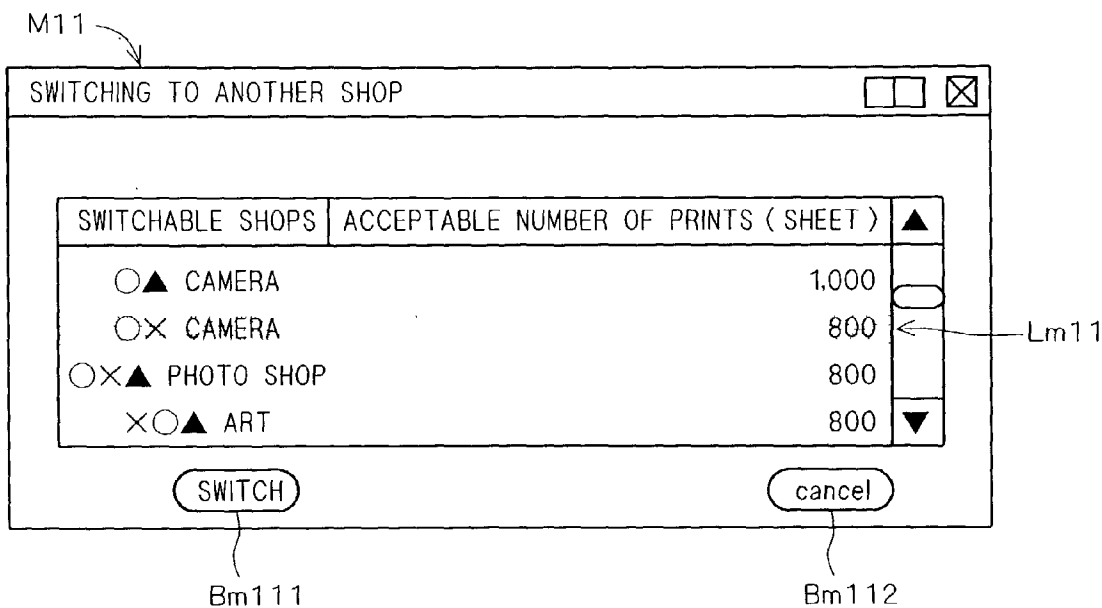 M11
SWITCHING TO ANOTHER SHOP
SWITCHABLE SHOPS ACCEPTABLE NUMBER OF PRINTS (SHEET) ▲
○▲ CAMERA 1,000
○× CAMERA 800 Lm11
○×▲ PHOTO SHOP 800
×○▲ ART 800 ▼
SWITCH cancel
Bm111 Bm112